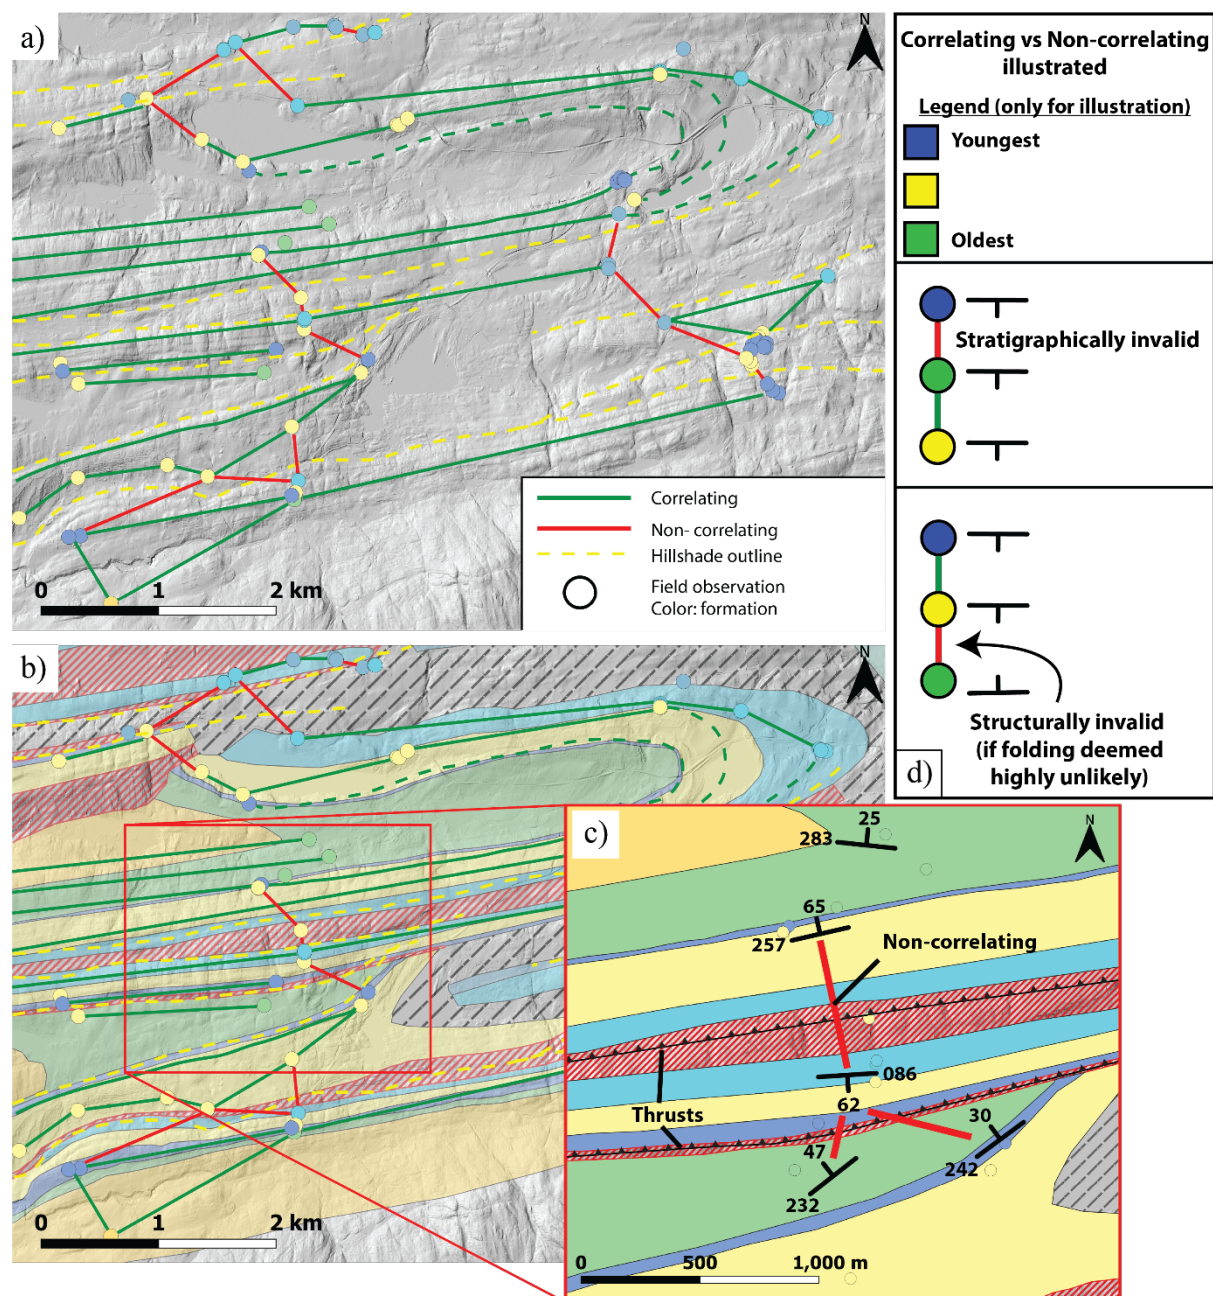 a)
N
Correlating
Non- correlating
Hillshade outline
Field observation
Color: formation
0 1 2 km
Correlating vs Non-correlating
illustrated
Legend (only for illustration)
Youngest
Oldest
Stratigraphically invalid
Structurally invalid
(if folding deemed
highly unlikely)
d)
b)
N
0 1 2 km
c)
N
25
283
65
257
Non-correlating
086
62
Thrusts
30
47
242
232
0 500 1,000 m